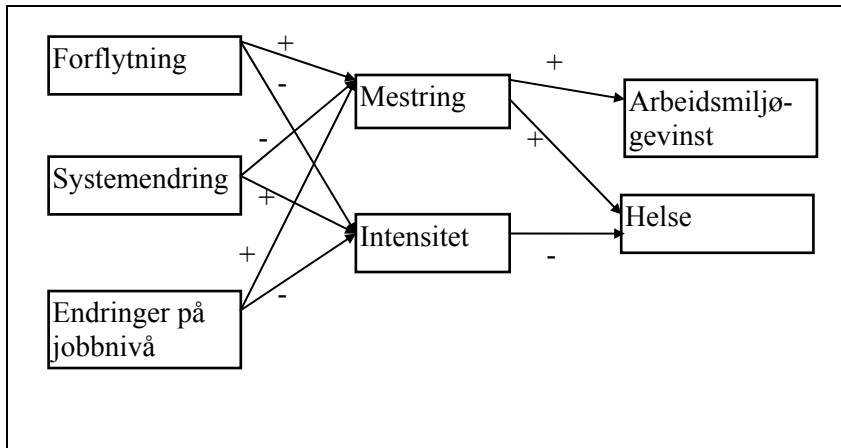 Forflytning
+
-
Mestring
+
Arbeidsmiljø-
gevinst
-
+
Systemendring
+
Helse
Intensitet
+
-
-
Endringer på
jobbnivå